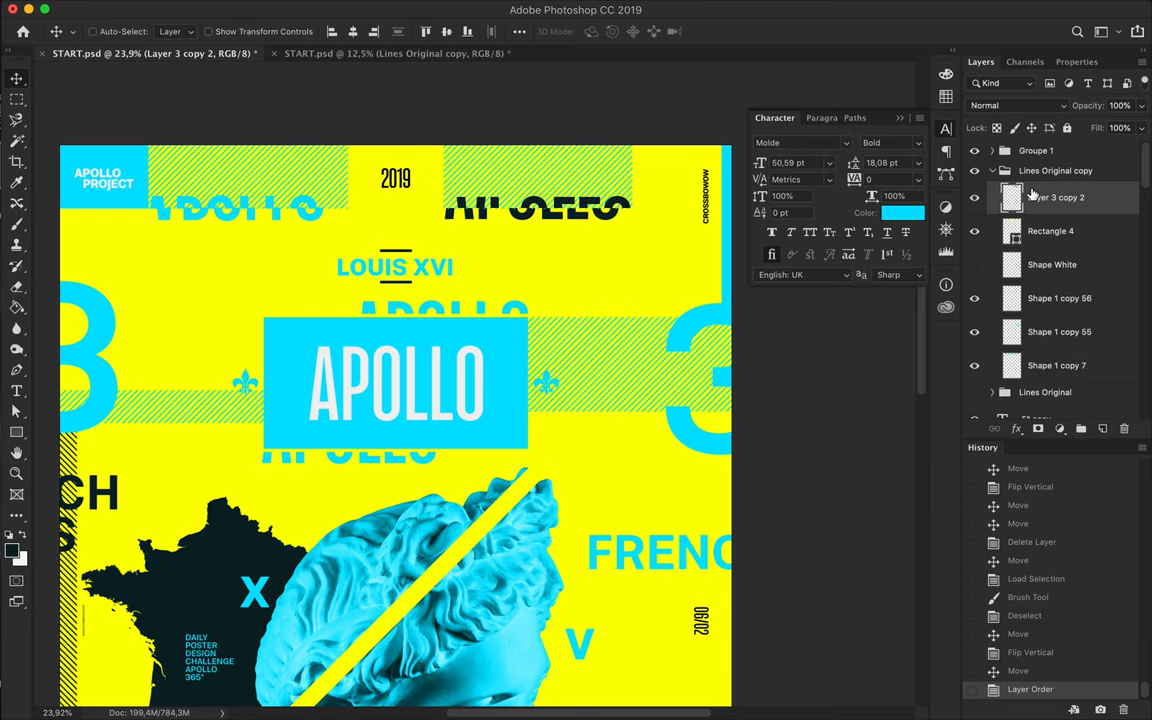 Adobe Photoshop CC 2019
Auto-Select: Layer Show Transform Controls 3D Mode:
START.psd @ 23,9% (Layer 3 copy 2, RGB/8) *
START.psd @ 12,5% (Lines Original copy, RGB/8) *
Layers Channels Properties
Kind
Normal Opacity: 100%
Lock: Fill: 100%
Groupe 1
Lines Original copy
yer 3 copy 2
Rectangle 4
Shape White
Shape 1 copy 56
Shape 1 copy 55
Shape 1 copy 7
Lines Original
History
Move
Flip Vertical
Move
Move
Delete Layer
Move
Load Selection
Brush Tool
Deselect
Move
Flip Vertical
Move
Layer Order
Character Paragra Paths
Molde Bold
50,59 pt 18,08 pt
Metrics 0
100% 100%
0 pt Color:
English: UK Sharp
APOLLO
PROJECT
2019
CROSSBOWOW
LOUIS XVI
APOLLO
3
3
CH
S
X
DAILY
POSTER
DESIGN
CHALLENGE
APOLLO
365°
FRENC
V
20/60
23,92% Doc: 199,4M/784,3M